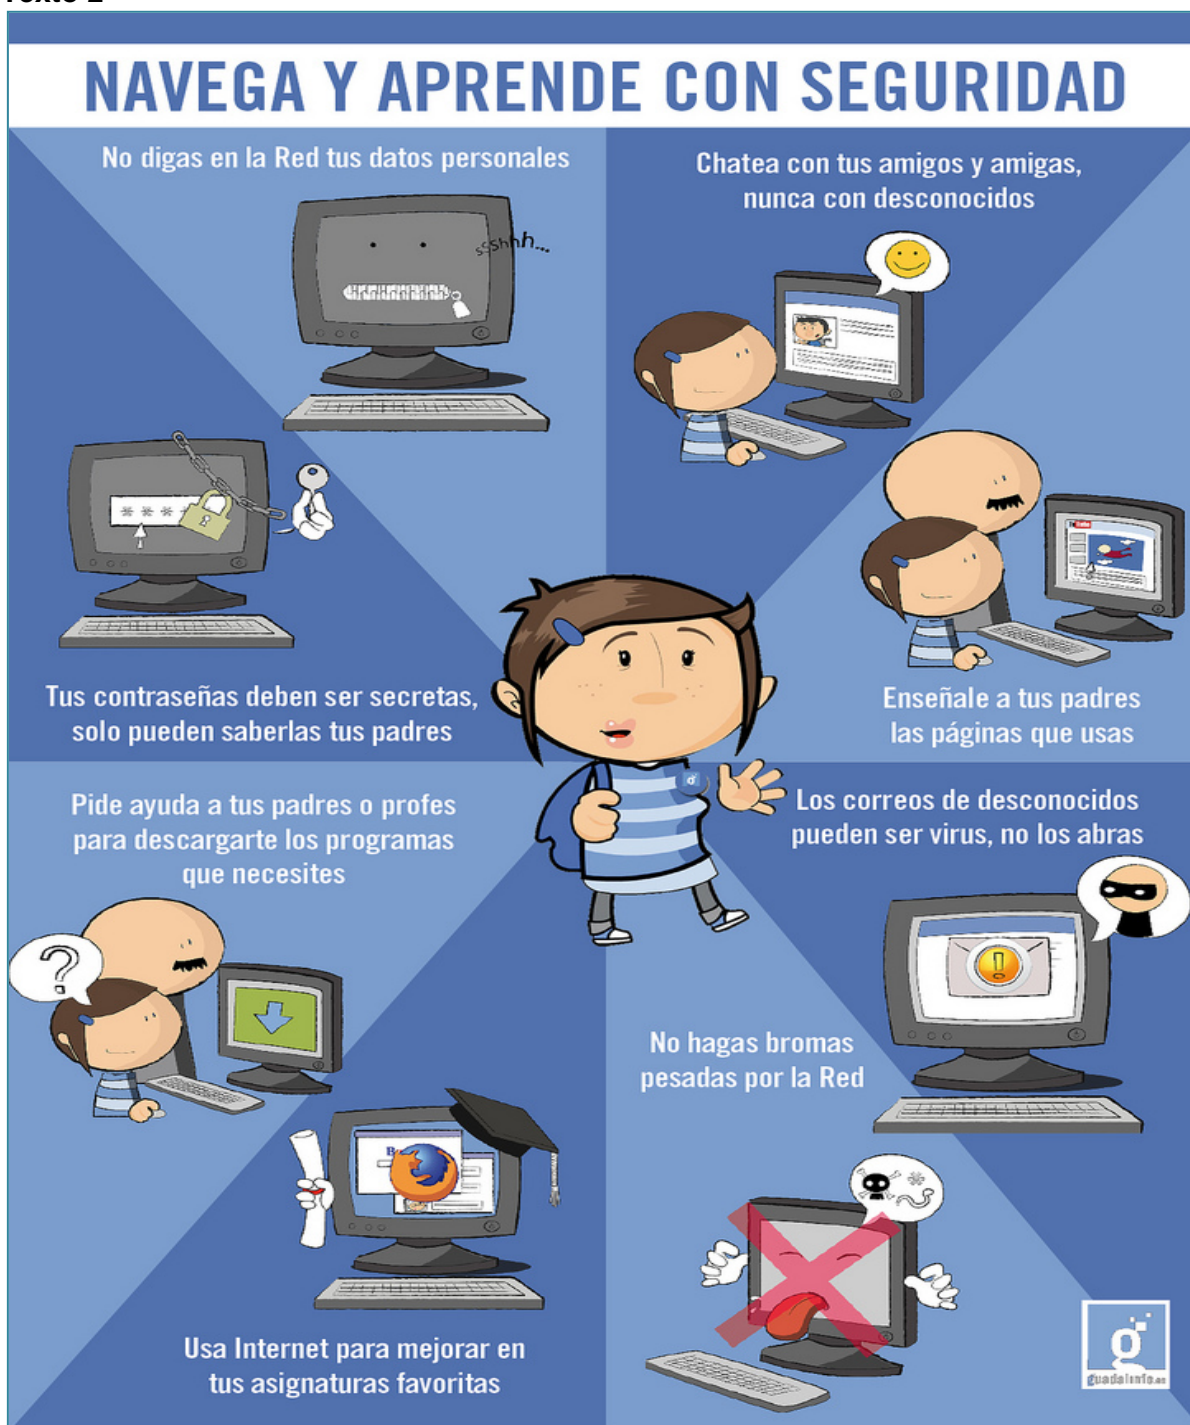 NAVEGA Y APRENDE CON SEGURIDAD
No digas en la Red tus datos personales
sSshhh...
Chatea con tus amigos y amigas,
nunca con desconocidos
* * *
Tus contraseñas deben ser secretas,
solo pueden saberlas tus padres
Enseñale a tus padres
las páginas que usas
Pide ayuda a tus padres o profes
para descargarte los programas
que necesites
?
Los correos de desconocidos
pueden ser virus, no los abras
!
No hagas bromas
pesadas por la Red
Usa Internet para mejorar en
tus asignaturas favoritas
g
guadalinfo.es